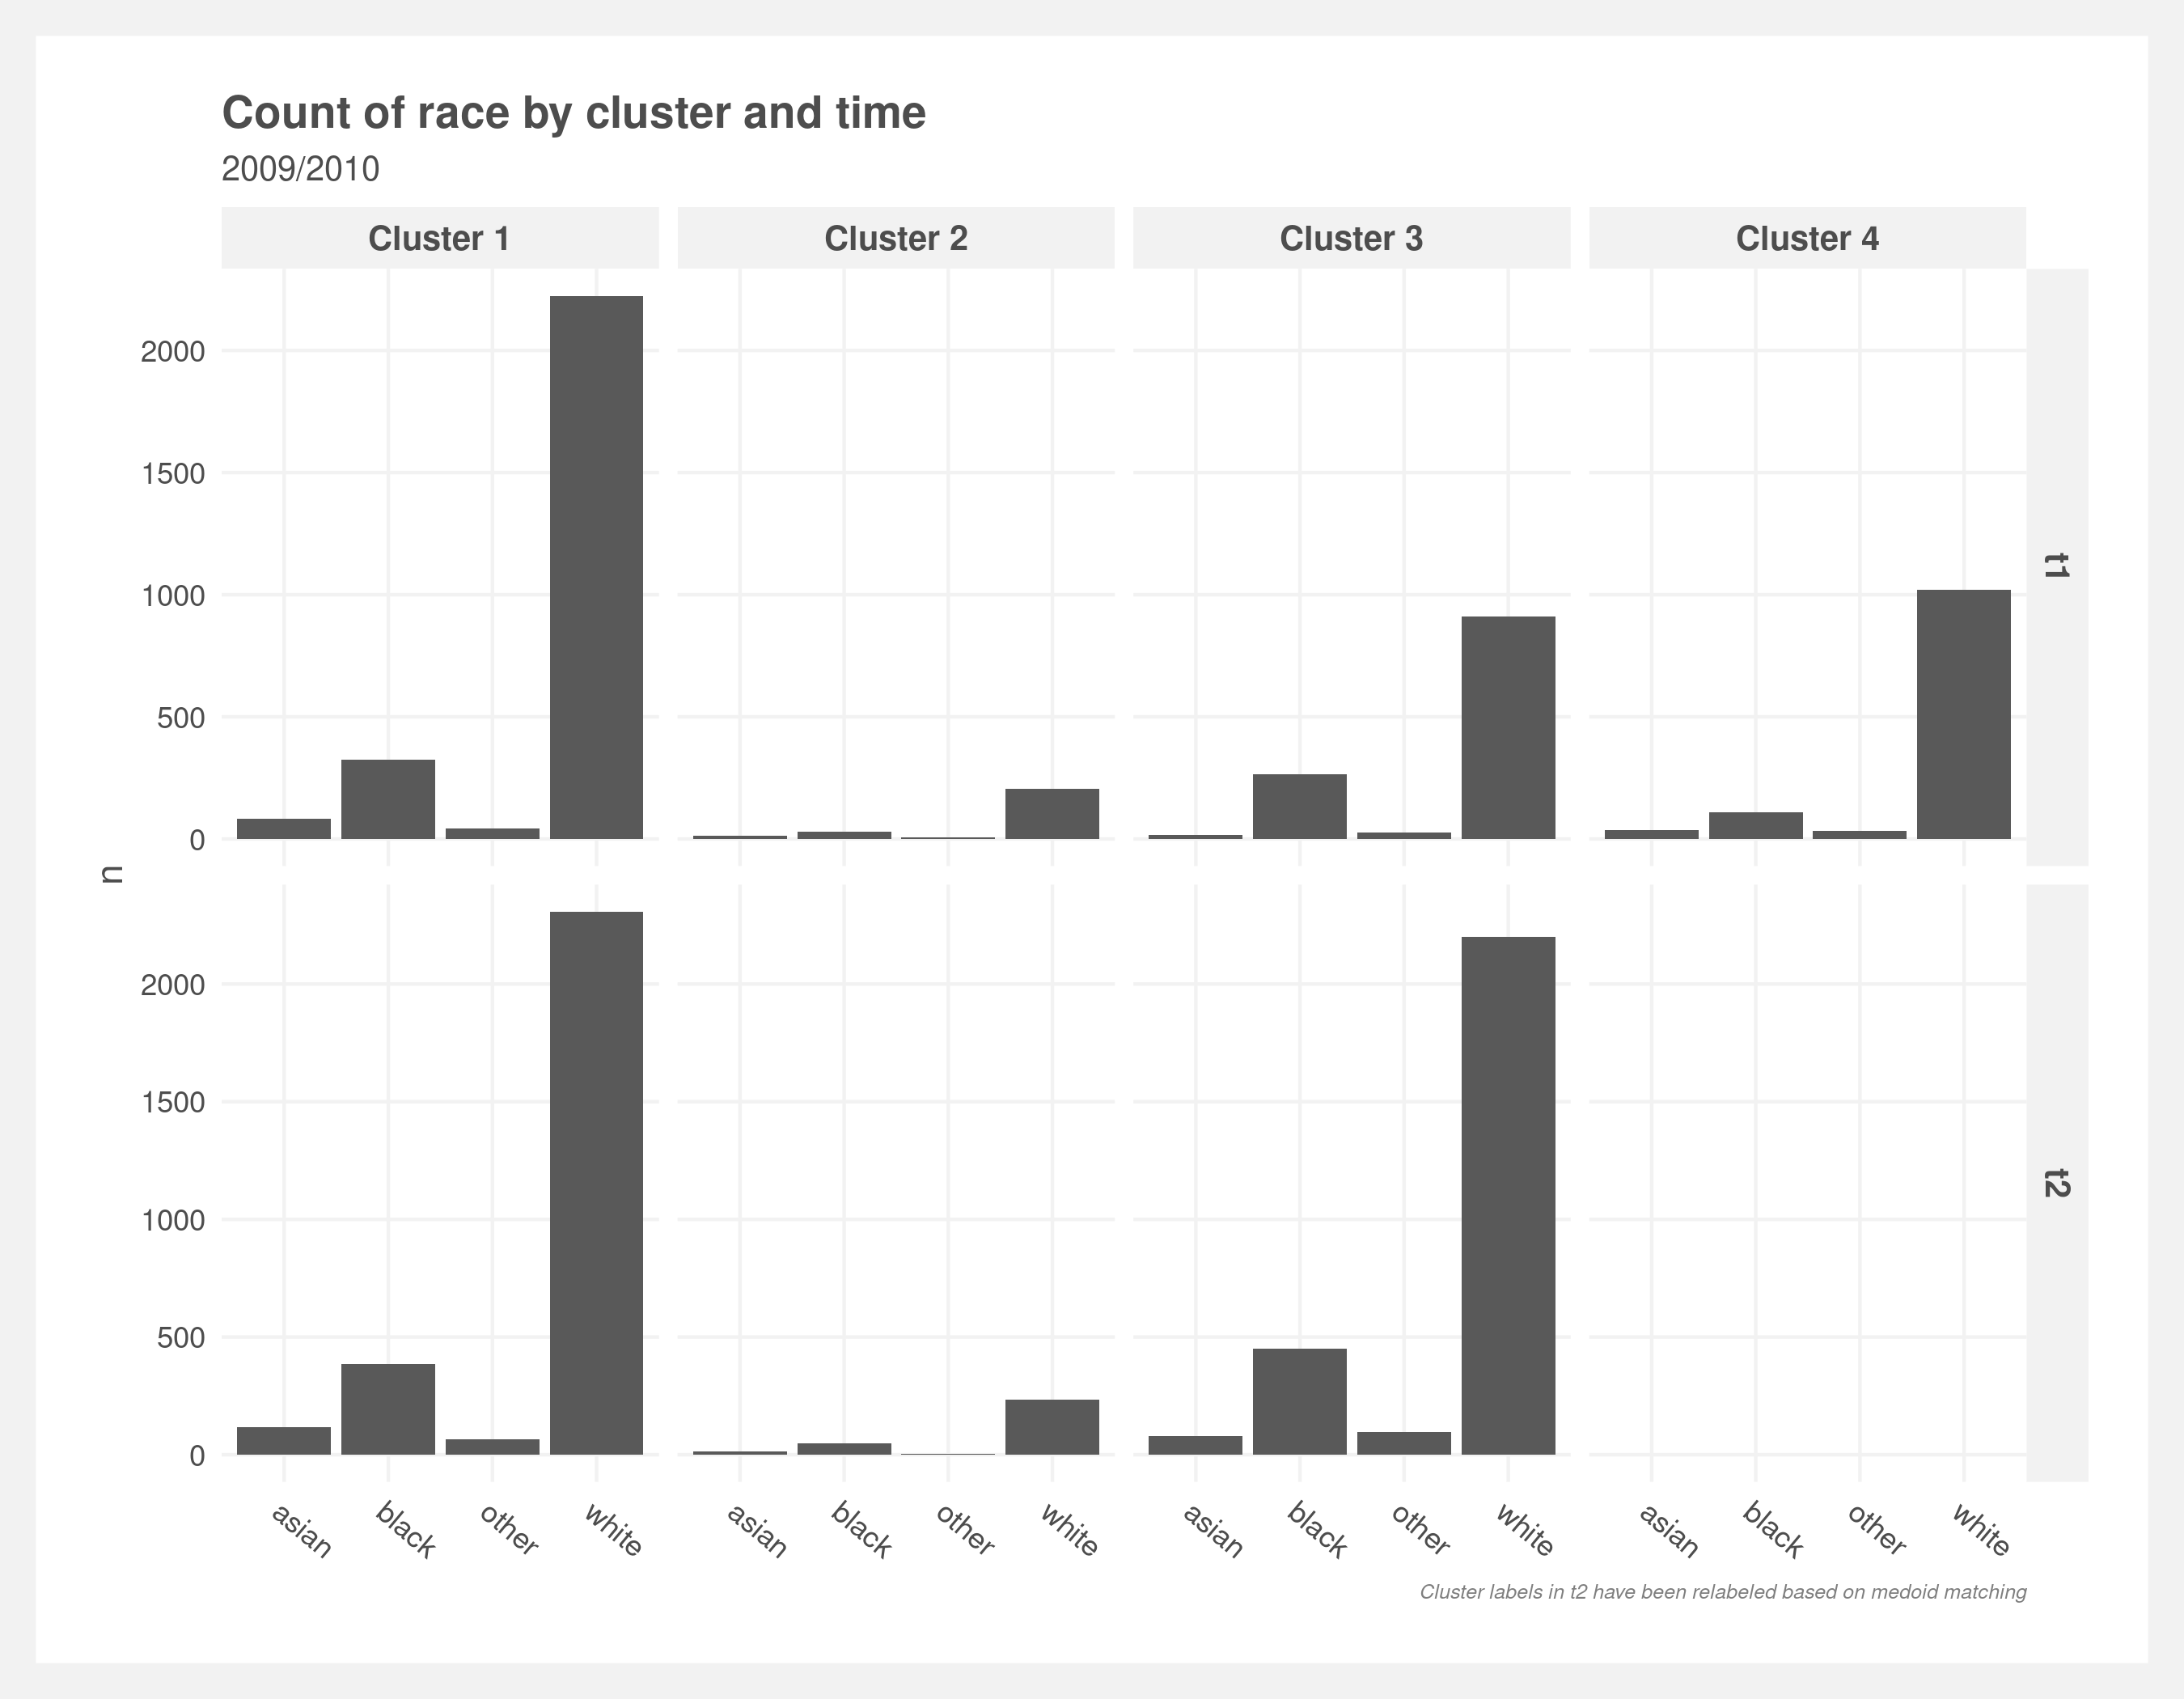 Count of race by cluster and time
2009/2010
Cluster 1
Cluster 2
Cluster 3
Cluster 4
2000
1500
1000
500
0
t1
n
2000
1500
1000
500
0
t2
asian black other white
asian black other white
asian black other white
asian black other white
Cluster labels in t2 have been relabeled based on medoid matching